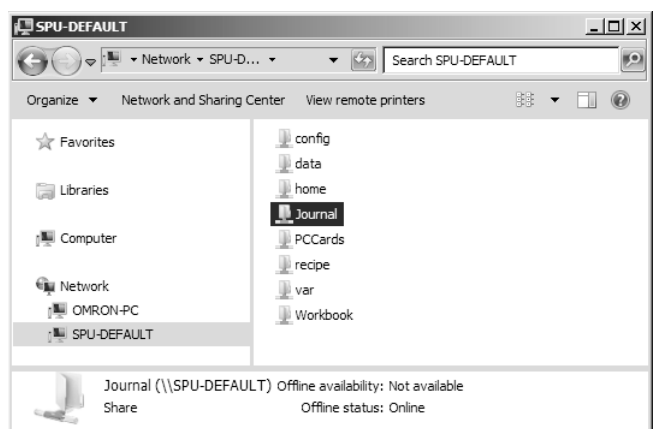 SPU-DEFAULT
Network SPU-D... Search SPU-DEFAULT
Organize Network and Sharing Center View remote printers
Favorites
Libraries
Computer
Network
OMRON-PC
SPU-DEFAULT
config
data
home
Journal
PCCards
recipe
var
Workbook
Journal (\\SPU-DEFAULT) Offline availability: Not available
Share Offline status: Online